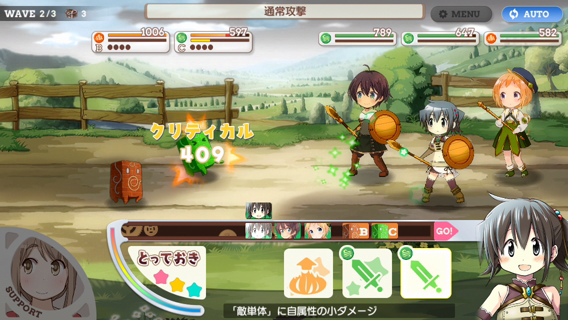 WAVE 2/3 3
通常攻撃
MENU
AUTO
1006
B
597
C
789
647
582
クリティカル
409
B
C
GO!
とっておき
SUPPORT
「敵単体」に自属性の小ダメージ